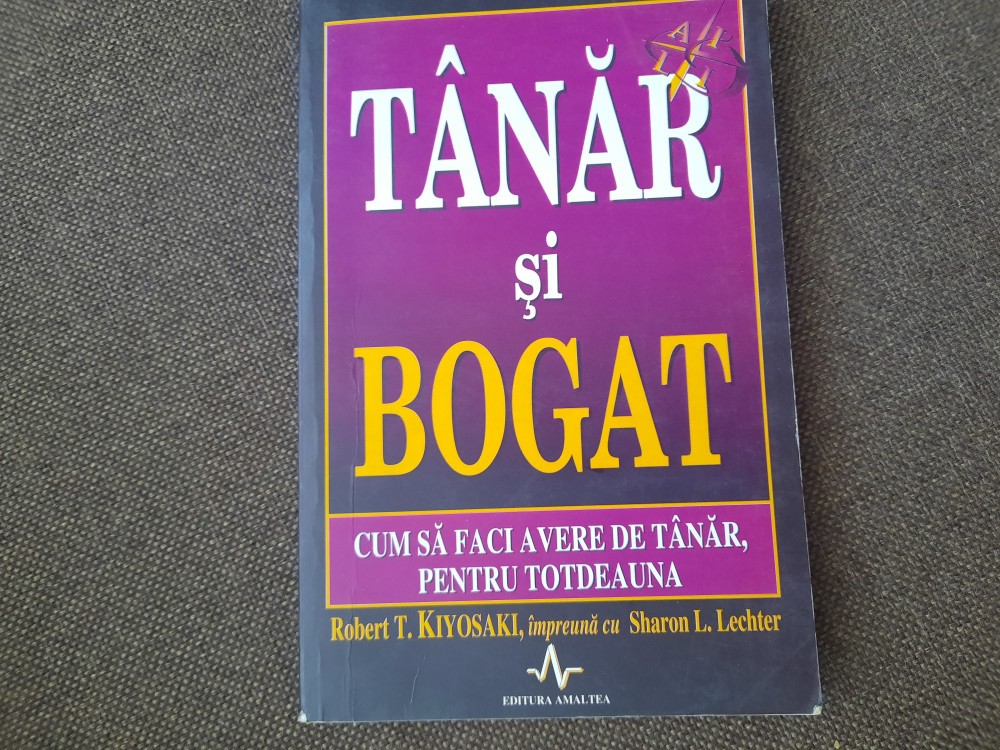 TÂNĂR
şi
BOGAT
CUM SĂ FACI AVERE DE TÂNĂR,
PENTRU TOTDEAUNA
Robert T. KIYOSAKI, împreună cu Sharon L. Lechter
EDITURA AMALTEA